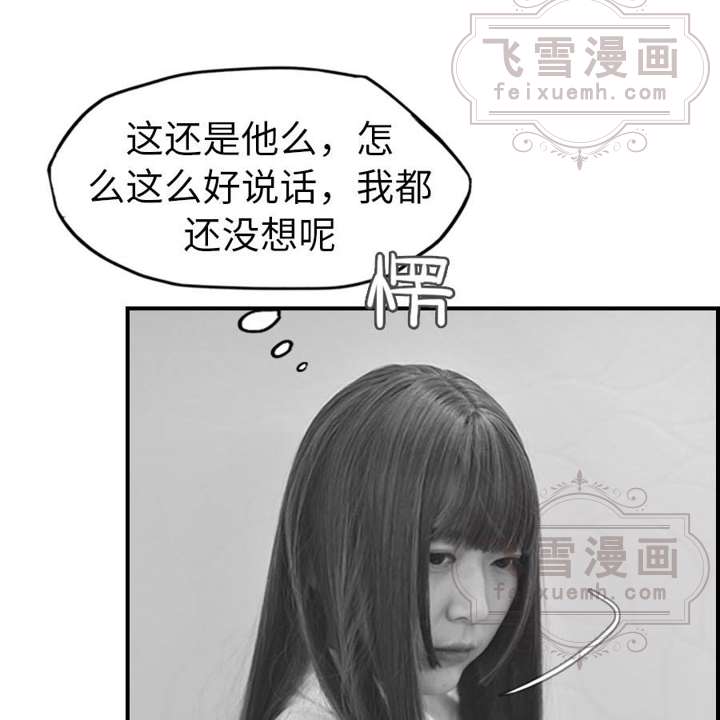 飞雪漫画
feixuemh.com
这还是他么，怎
么这么好说话，我都
还没想呢
愣
飞雪漫画
feixuemh.com